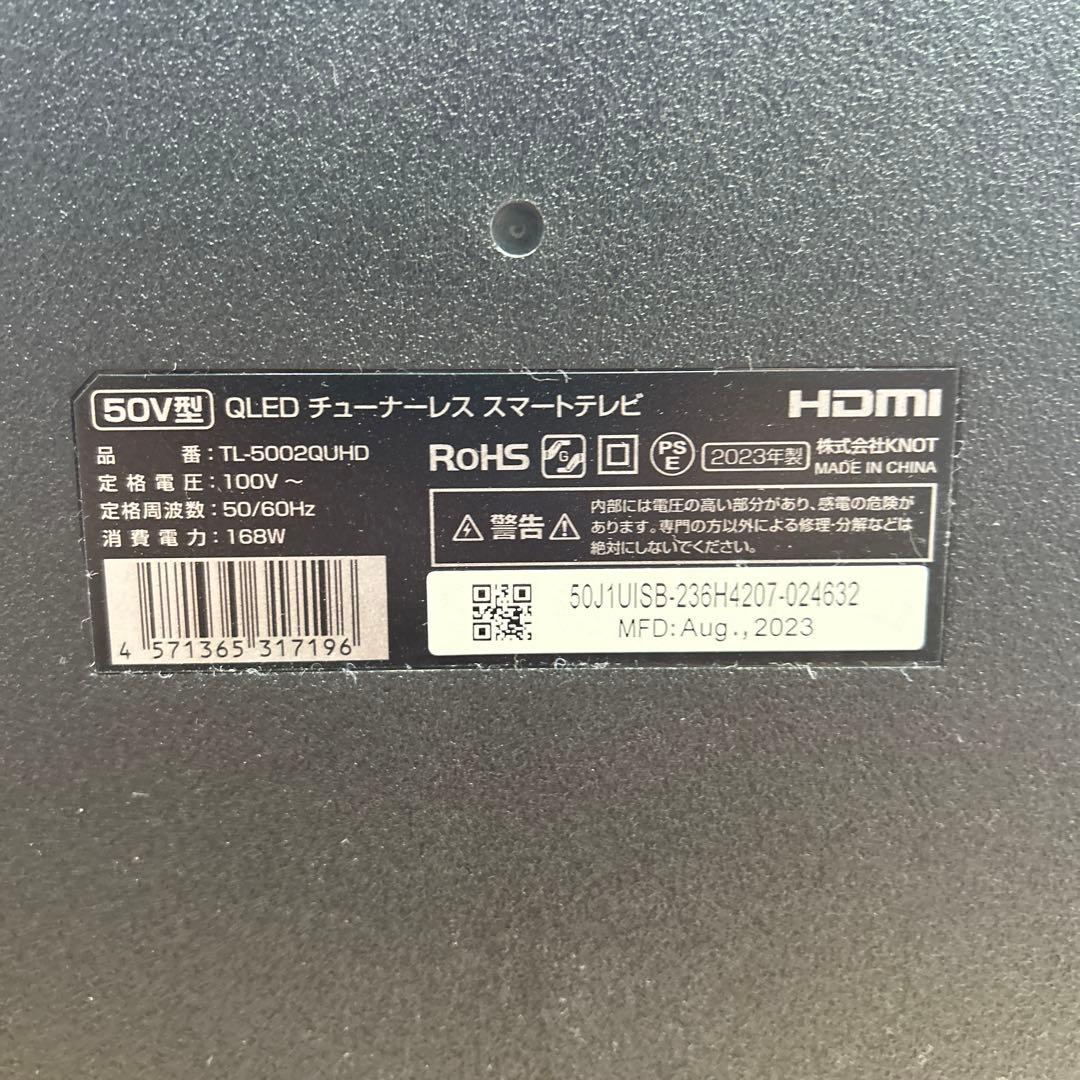 50V型 QLED チューナーレス スマートテレビ
HDMI
品 番：TL-5002QUHD
定格電圧：100V～
定格周波数：50/60Hz
消費電力：168W
RoHS
G
PS
E
2023年製
株式会社KNOT
MADE IN CHINA
警告
内部には電圧の高い部分があり、感電の危険が
あります。専門の方以外による修理・分解などは
絶対にしないでください。
4 571365 317196
50J1UISB-236H4207-024632
MFD: Aug., 2023